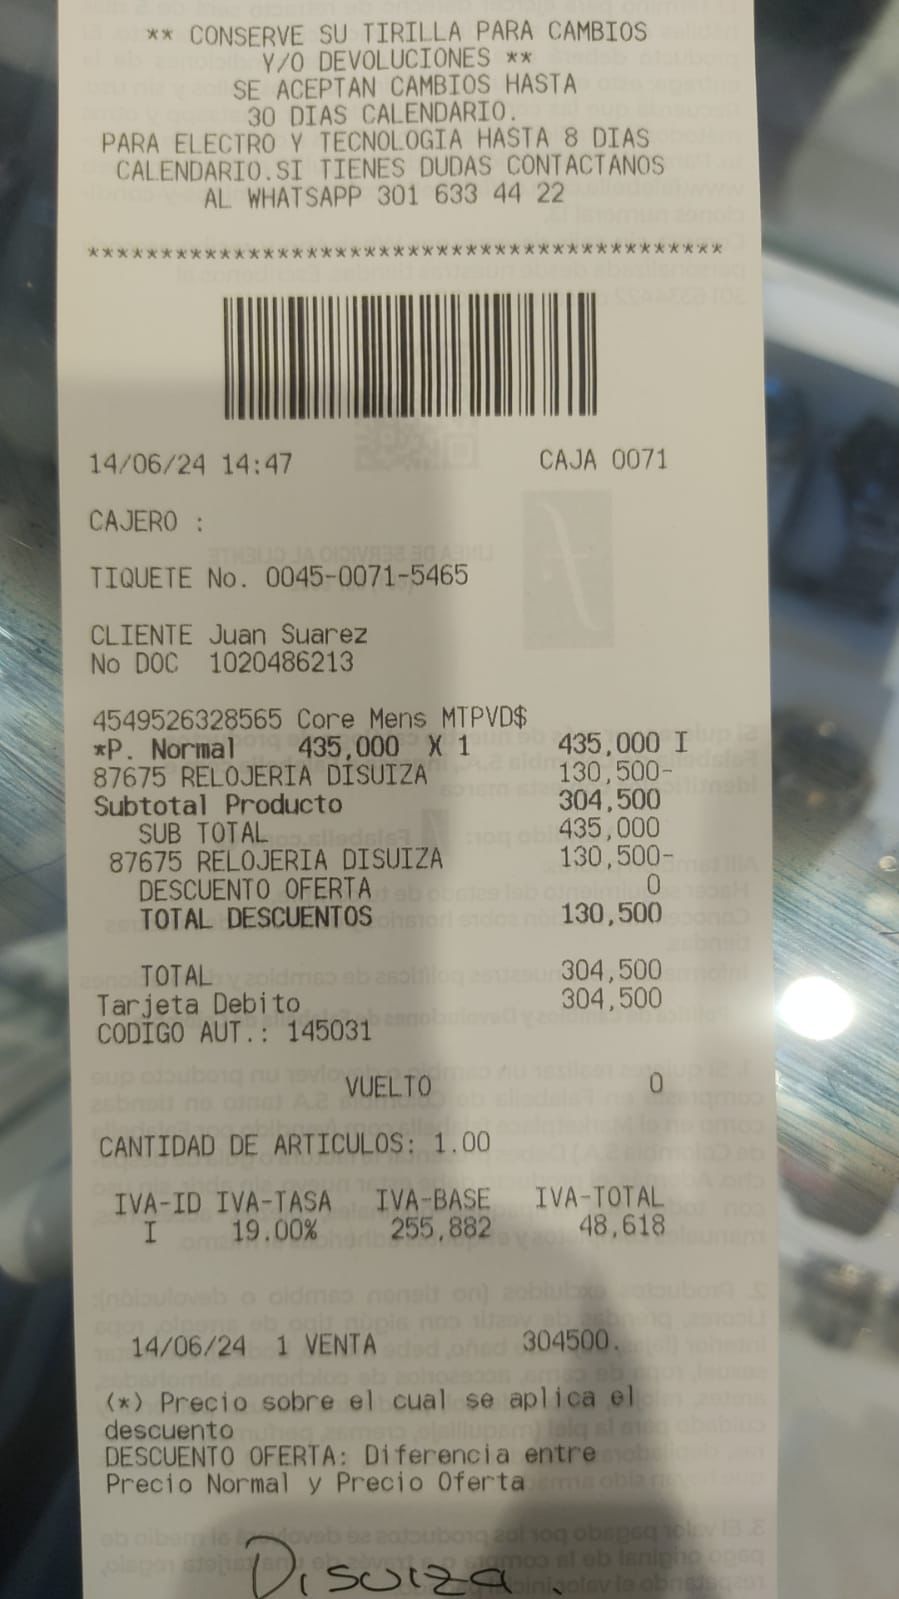 ** CONSERVE SU TIRILLA PARA CAMBIOS
Y/O DEVOLUCIONES **
SE ACEPTAN CAMBIOS HASTA
30 DIAS CALENDARIO.
PARA ELECTRO Y TECNOLOGIA HASTA 8 DIAS
CALENDARIO.SI TIENES DUDAS CONTACTANOS
AL WHATSAPP 301 633 44 22
*******************************************
14/06/24 14:47 CAJA 0071
CAJERO :
TIQUETE No. 0045-0071-5465
CLIENTE Juan Suarez
No DOC 1020486213
4549526328565 Core Mens MTPVD$
*P. Normal 435,000 X 1 435,000 I
87675 RELOJERIA DISUIZA 130,500-
Subtotal Producto 304,500
SUB TOTAL 435,000
87675 RELOJERIA DISUIZA 130,500-
DESCUENTO OFERTA 0
TOTAL DESCUENTOS 130,500
TOTAL 304,500
Tarjeta Debito 304,500
CODIGO AUT.: 145031
VUELTO 0
CANTIDAD DE ARTICULOS: 1.00
IVA-ID IVA-TASA IVA-BASE IVA-TOTAL
I 19.00% 255,882 48,618
14/06/24 1 VENTA 304500.
(*) Precio sobre el cual se aplica el
descuento
DESCUENTO OFERTA: Diferencia entre
Precio Normal y Precio Oferta
Disuiza.